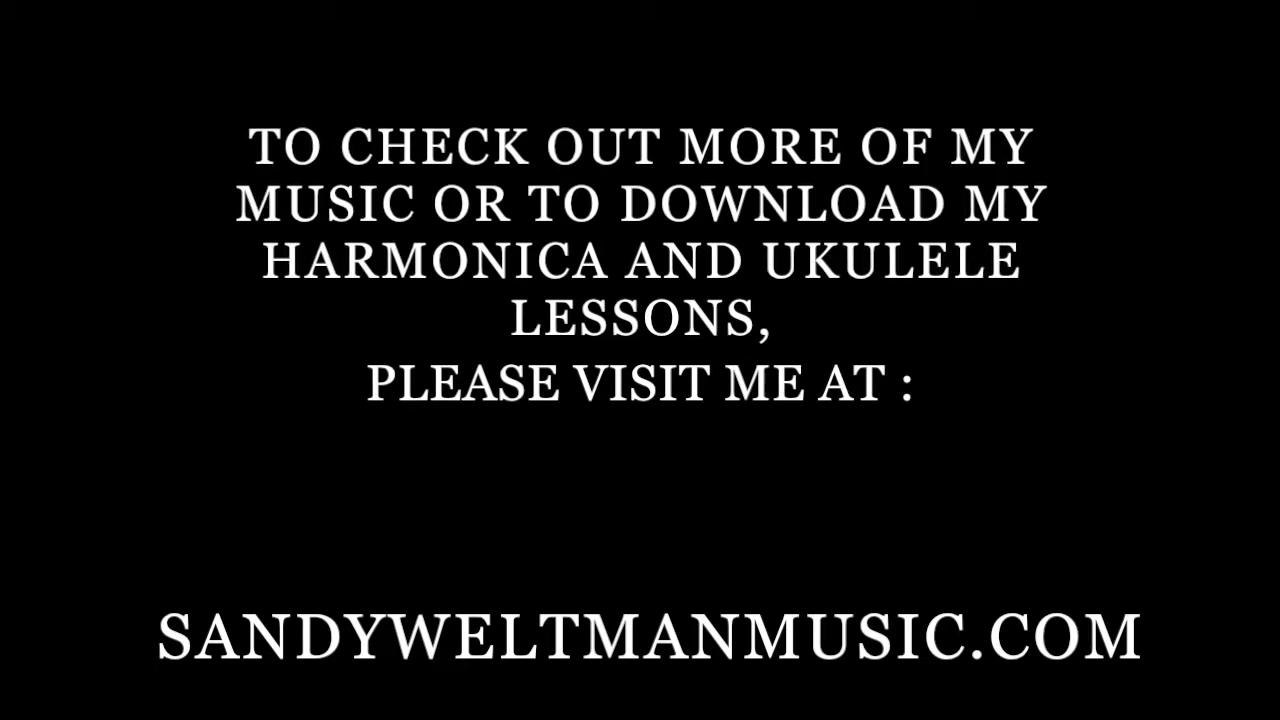 TO CHECK OUT MORE OF MY
MUSIC OR TO DOWNLOAD MY
HARMONICA AND UKULELE
LESSONS,
PLEASE VISIT ME AT :
SANDYWELTMANMUSIC.COM